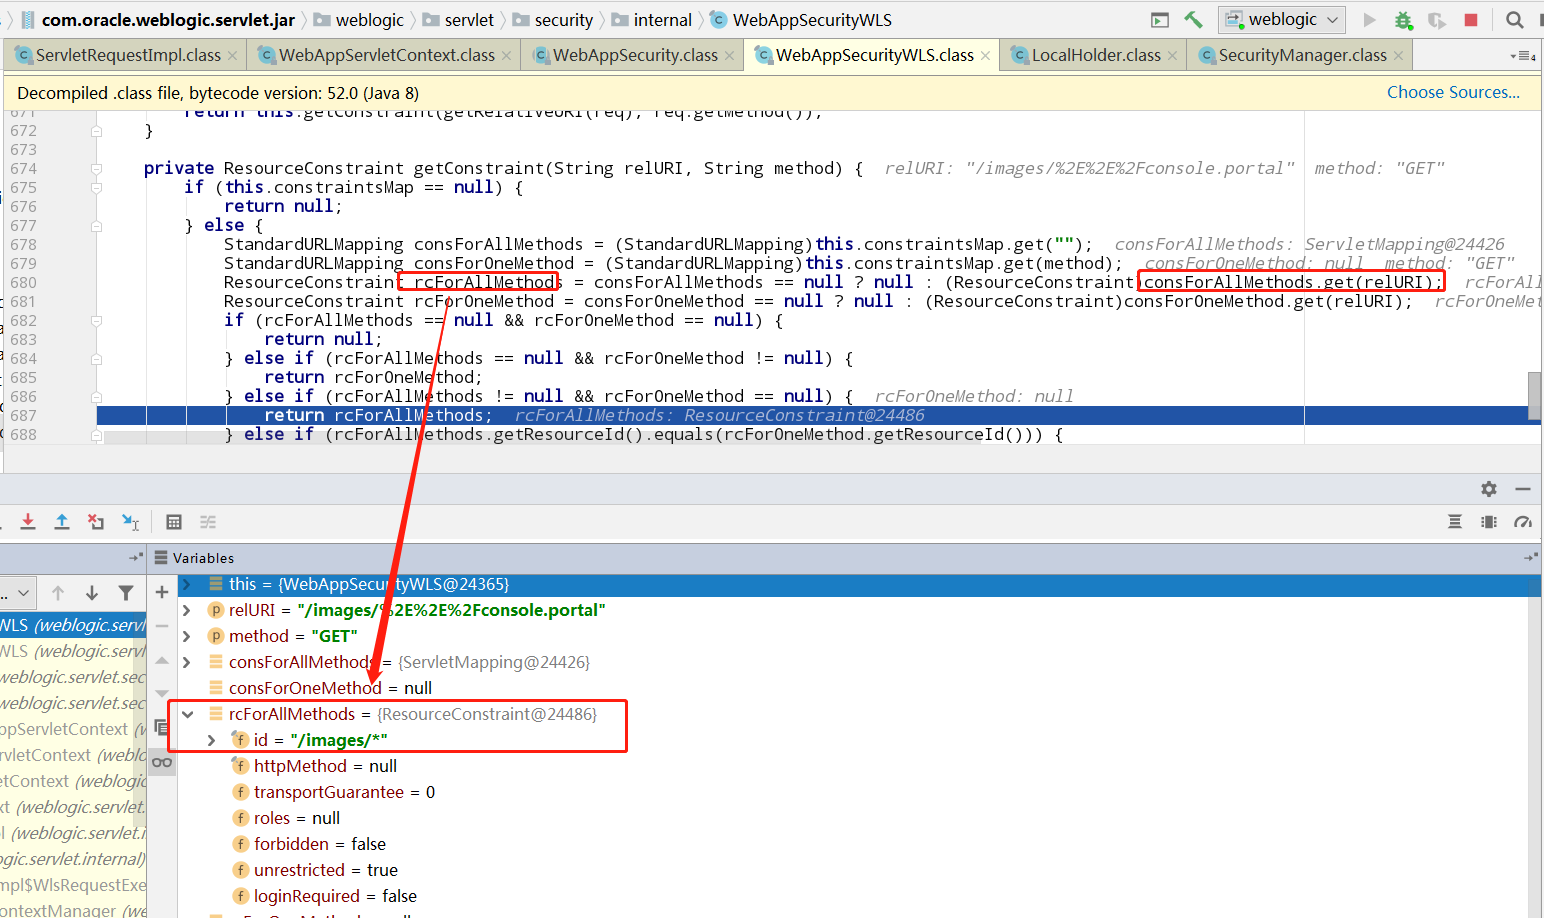 com.oracle.weblogic.servlet.jar weblogic servlet security internal WebAppSecurityWLS weblogic
ServletRequestImpl.class WebAppServletContext.class WebAppSecurity.class WebAppSecurityWLS.class LocalHolder.class SecurityManager.class
Decompiled .class file, bytecode version: 52.0 (Java 8) Choose Sources...
671 return this.getConstraint(getRelativeURI(req), req.getMethod());
672 }
673
674 private ResourceConstraint getConstraint(String relURI, String method) { relURI: "/images/%2E%2E%2Fconsole.portal" method: "GET"
675 if (this.constraintsMap == null) {
676 return null;
677 } else {
678 StandardURLMapping consForAllMethods = (StandardURLMapping)this.constraintsMap.get(""); consForAllMethods: ServletMapping@24426
679 StandardURLMapping consForOneMethod = (StandardURLMapping)this.constraintsMap.get(method); consForOneMethod: null method: "GET"
680 ResourceConstraint rcForAllMethods = consForAllMethods == null ? null : (ResourceConstraint)consForAllMethods.get(relURI); rcForAll
681 ResourceConstraint rcForOneMethod = consForOneMethod == null ? null : (ResourceConstraint)consForOneMethod.get(relURI); rcForOneMet
682 if (rcForAllMethods == null && rcForOneMethod == null) {
683 return null;
684 } else if (rcForAllMethods == null && rcForOneMethod != null) {
685 return rcForOneMethod;
686 } else if (rcForAllMethods != null && rcForOneMethod == null) { rcForOneMethod: null
687 return rcForAllMethods; rcForAllMethods: ResourceConstraint@24486
688 } else if (rcForAllMethods.getResourceId().equals(rcForOneMethod.getResourceId())) {
Variables
this = {WebAppSecurityWLS@24365}
relURI = "/images/%2E%2E%2Fconsole.portal"
method = "GET"
consForAllMethods = {ServletMapping@24426}
consForOneMethod = null
rcForAllMethods = {ResourceConstraint@24486}
id = "/images/*"
httpMethod = null
transportGuarantee = 0
roles = null
forbidden = false
unrestricted = true
loginRequired = false
...
WLS (weblogic.servl
WLS (weblogic.servl
weblogic.servlet.sec
weblogic.servlet.sec
ppServletContext (w
rvletContext (weblo
etContext (weblogic
xt (weblogic.servlet.
l (weblogic.servlet.i
ogic.servlet.internal)
mpl$WlsRequestExe
ontextManager (we